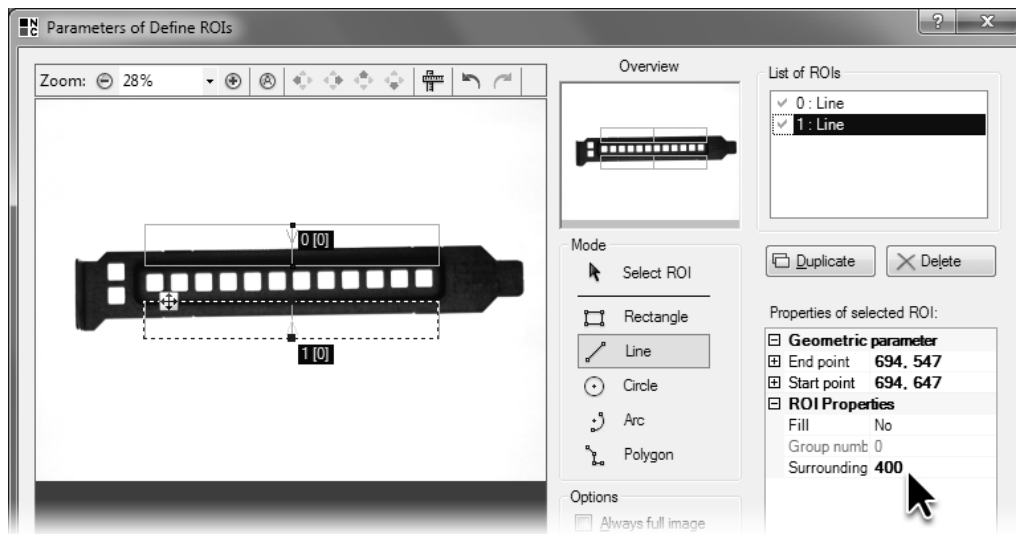 N
C
Parameters of Define ROIs
?
X
Zoom:
28%
Overview
List of ROIs
0 : Line
1 : Line
0 [0]
1 [0]
Mode
Select ROI
Rectangle
Line
Circle
Arc
Polygon
Options
Always full image
Duplicate
Delete
Properties of selected ROI:
Geometric parameter
End point 694, 547
Start point 694, 647
ROI Properties
Fill No
Group numb 0
Surrounding 400